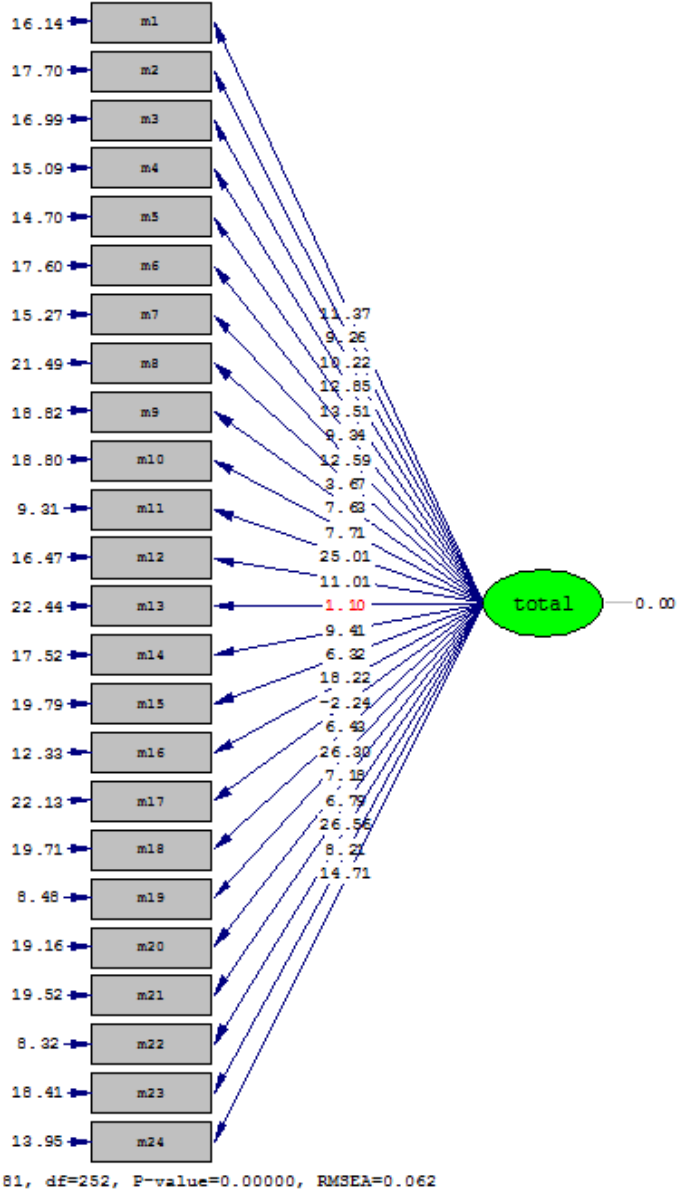 16.14 m1
17.70 m2
16.99 m3
15.09 m4
14.70 m5
17.60 m6
15.27 m7
21.49 m8
18.82 m9
18.80 m10
9.31 m11
16.47 m12
22.44 m13
17.52 m14
19.79 m15
12.33 m16
22.13 m17
19.71 m18
8.48 m19
19.16 m20
19.52 m21
8.32 m22
18.41 m23
13.95 m24
11.37
9.26
10.22
12.85
13.51
9.34
12.59
3.67
7.63
7.71
25.01
11.01
1.10
9.41
6.32
18.22
-2.24
6.43
26.30
7.18
6.79
26.56
8.21
14.71
total 0.00
81, df=252, P-value=0.00000, RMSEA=0.062